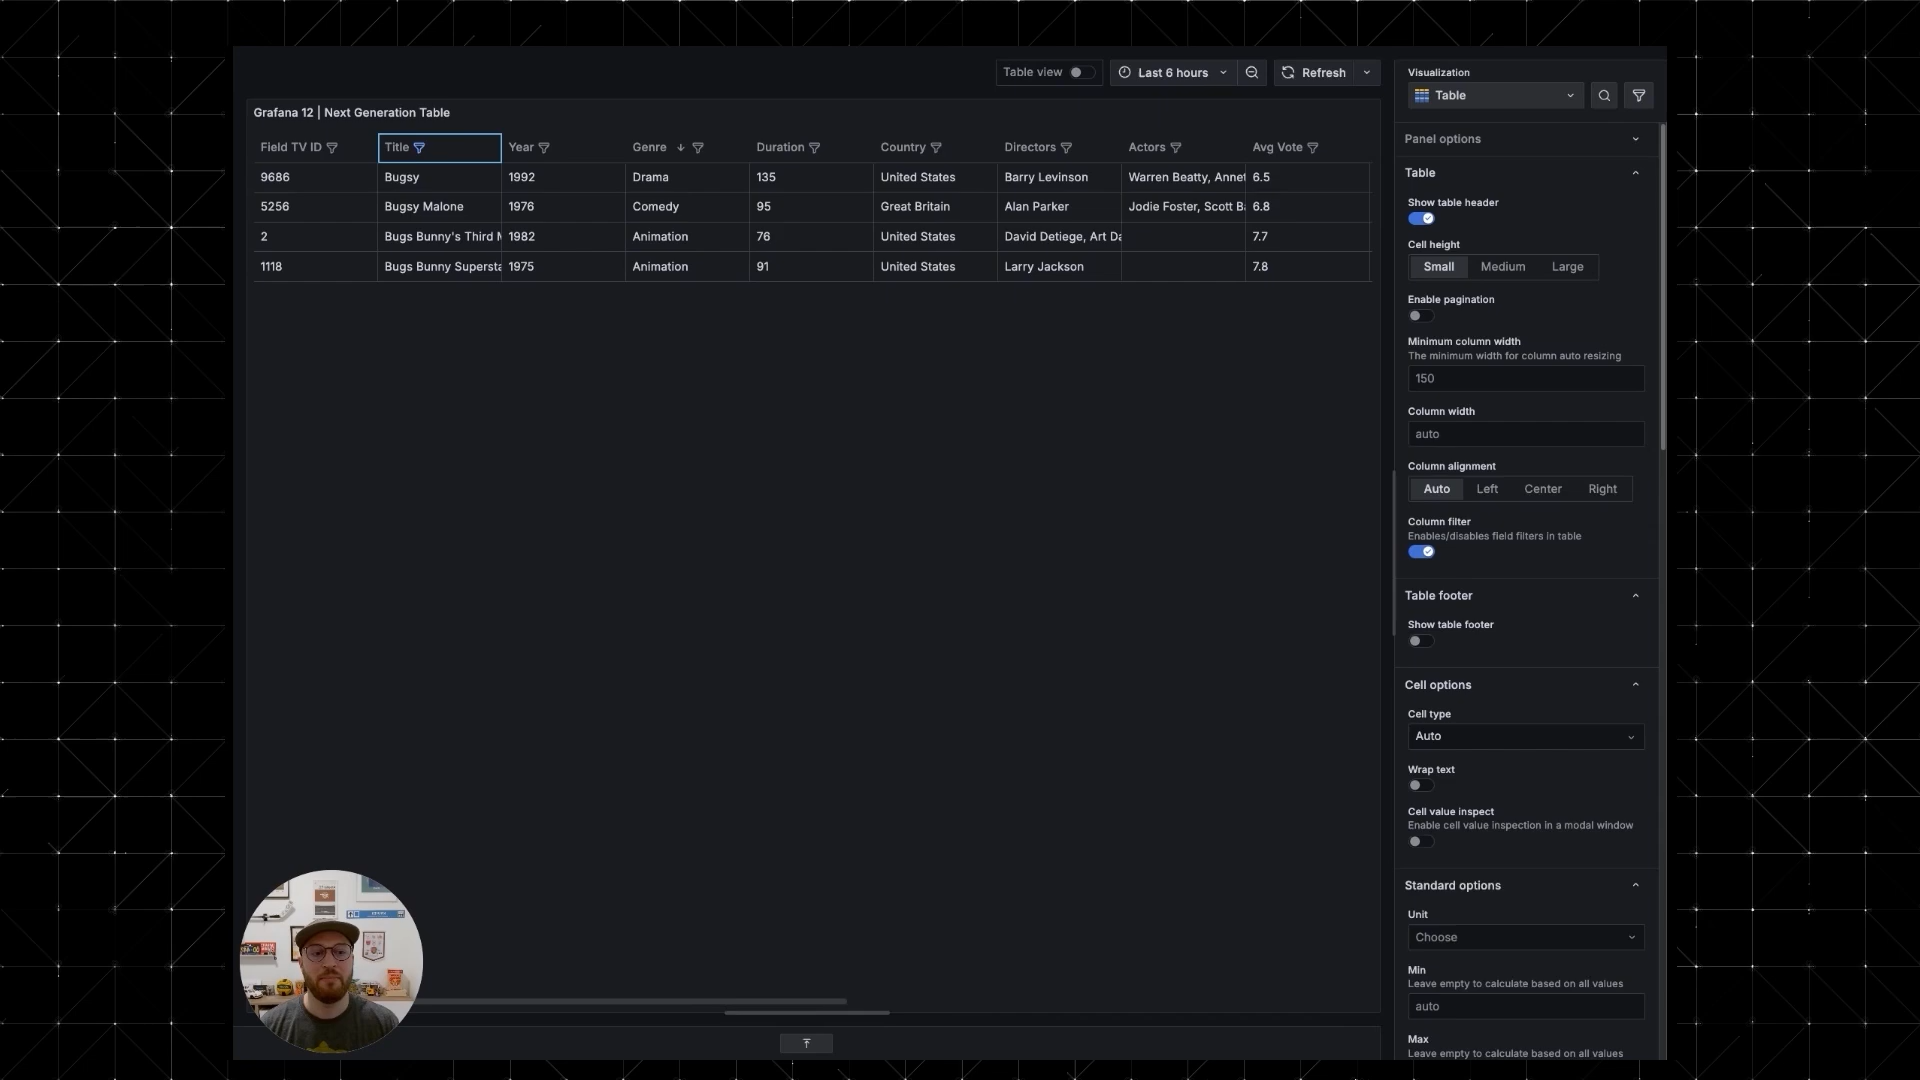 Table view
Last 6 hours
Refresh
Grafana 12 | Next Generation Table
Field TV ID Title Year Genre Duration Country Directors Actors Avg Vote
9686 Bugsy 1992 Drama 135 United States Barry Levinson Warren Beatty, Annet 6.5
5256 Bugsy Malone 1976 Comedy 95 Great Britain Alan Parker Jodie Foster, Scott Ba 6.8
2 Bugs Bunny's Third M 1982 Animation 76 United States David Detiege, Art Da 7.7
1118 Bugs Bunny Supersta 1975 Animation 91 United States Larry Jackson 7.8
Visualization
Table
Panel options
Table
Show table header
Cell height
Small Medium Large
Enable pagination
Minimum column width
The minimum width for column auto resizing
150
Column width
auto
Column alignment
Auto Left Center Right
Column filter
Enables/disables field filters in table
Table footer
Show table footer
Cell options
Cell type
Auto
Wrap text
Cell value inspect
Enable cell value inspection in a modal window
Standard options
Unit
Choose
Min
Leave empty to calculate based on all values
auto
Max
Leave empty to calculate based on all values